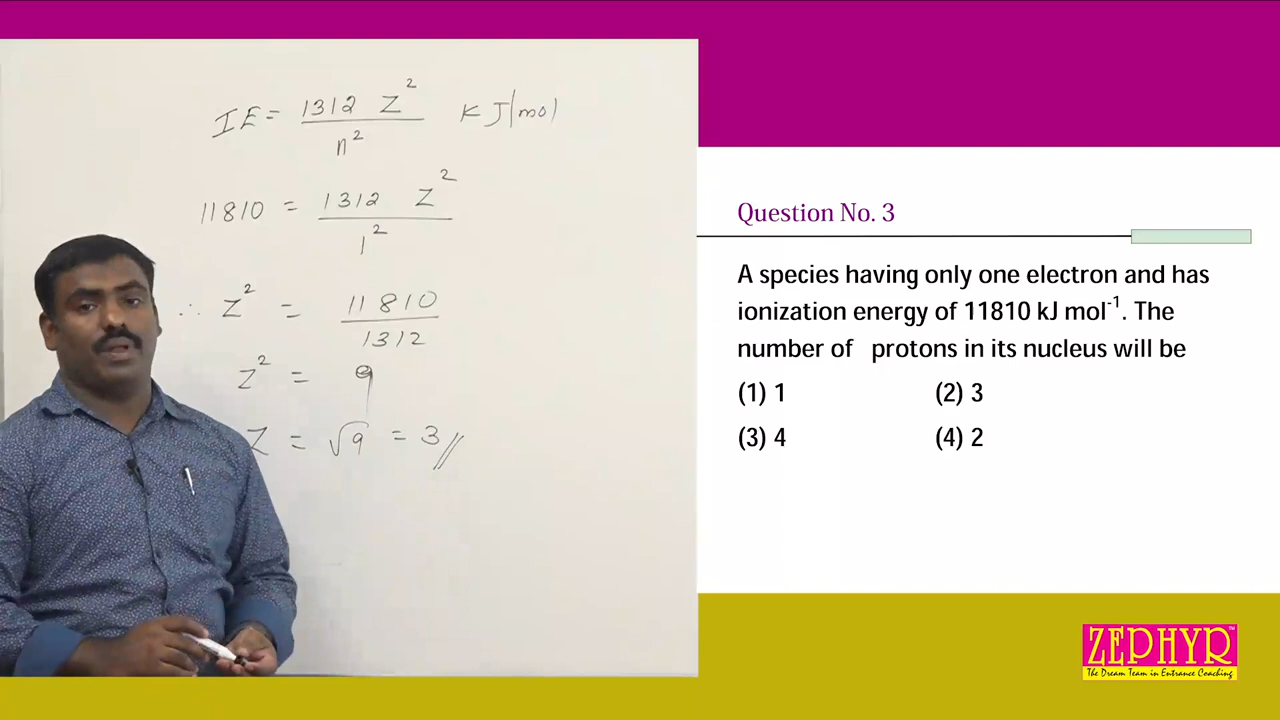 IE = 1312 Z² / n² KJ/mol
11810 = 1312 Z² / 1²
∴ Z² = 11810 / 1312
Z² = 9
Z = √9 = 3//
Question No. 3
A species having only one electron and has
ionization energy of 11810 kJ mol⁻¹. The
number of protons in its nucleus will be
(1) 1 (2) 3
(3) 4 (4) 2
ZEPHYR™
The Dream Team in Entrance Coaching